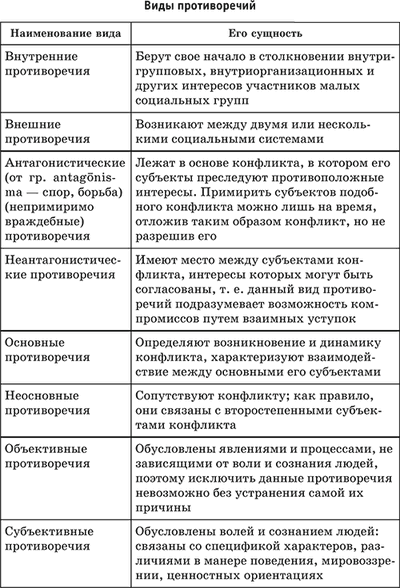 Виды противоречий
Наименование вида
Его сущность
Внутренние
противоречия
Берут свое начало в столкновении внутри-
групповых, внутриорганизационных и
других интересов участников малых
социальных групп
Внешние
противоречия
Возникают между двумя или несколь-
кими социальными системами
Антагонистические
(от гр. antagōnis-
ma — спор, борьба)
(непримиримо
враждебные)
противоречия
Лежат в основе конфликта, в котором его
субъекты преследуют противоположные
интересы. Примирить субъектов подоб-
ного конфликта можно лишь на время,
отложив таким образом конфликт, но не
разрешив его
Неантагонистичес-
кие противоречия
Имеют место между субъектами кон-
фликта, интересы которых могут быть
согласованы, т. е. данный вид противо-
речий подразумевает возможность ком-
промиссов путем взаимных уступок
Основные
противоречия
Определяют возникновение и динамику
конфликта, характеризуют взаимодей-
ствие между основными его субъектами
Неосновные
противоречия
Сопутствуют конфликту; как правило,
они связаны с второстепенными субъек-
тами конфликта
Объективные
противоречия
Обусловлены явлениями и процессами, не
зависящими от воли и сознания людей,
поэтому исключить данные противоречия
невозможно без устранения самой их
причины
Субъективные
противоречия
Обусловлены волей и сознанием людей:
связаны со спецификой характеров, раз-
личиями в манере поведения, мировоззре-
нии, ценностных ориентациях